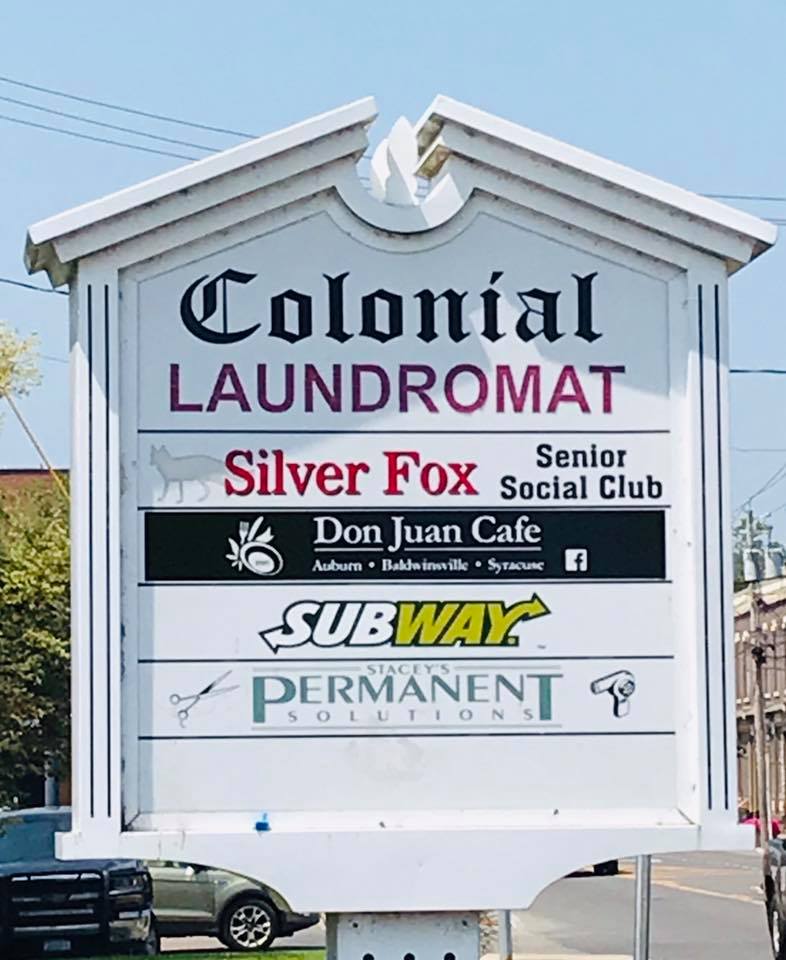 Colonial
LAUNDROMAT
Silver Fox Senior Social Club
Don Juan Cafe
Auburn • Baldwinsville • Syracuse f
SUBWAY
STACEY'S
PERMANENT
SOLUTIONS